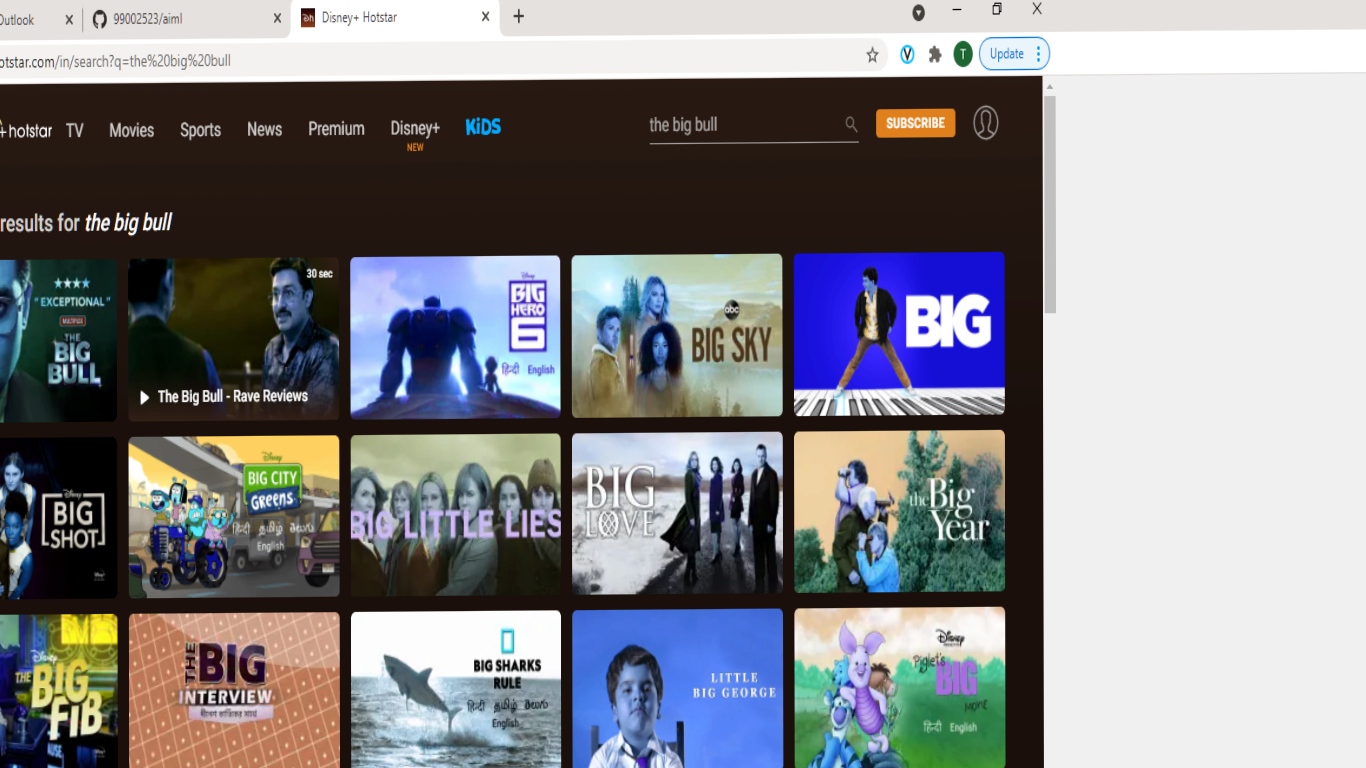 Outlook
99002523/aiml
Disney+ Hotstar
otstar.com/in/search?q=the%20big%20bull
T
Update
+ hotstar
TV
Movies
Sports
News
Premium
Disney+
NEW
KiDS
the big bull
SUBSCRIBE
results for the big bull
★★★★
"EXCEPTIONAL"
MULTIPLEX
THE
BIG
BULL
30 sec
The Big Bull - Rave Reviews
Disney
BIG
HERO
6
हिन्दी English
abc
BIG SKY
BIG
Disney
BIG
SHOT
Disney
BIG CITY
GREENS
हिंदी தமிழ் తెలుగు
English
BIG LITTLE LIES
BIG
LOVE
the Big
Year
Disney
THE BIG
FIB
THE BIG
INTERVIEW
BIG SHARKS
RULE
हिंदी தமிழ் తెలుగు
English
LITTLE
BIG GEORGE
Disney
Piglet's
BIG
MOVIE
हिन्दी English